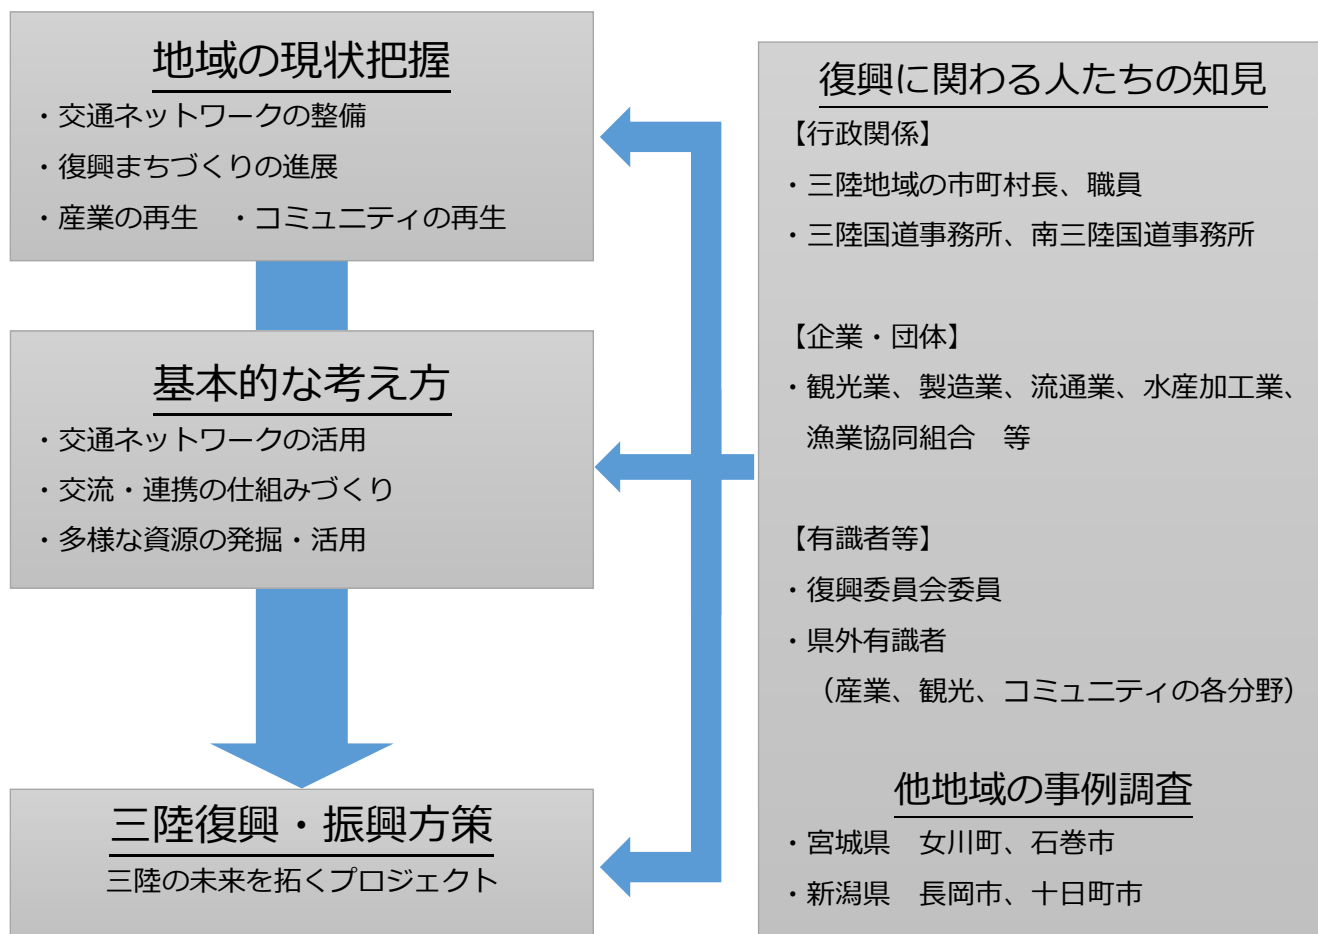 地域の現状把握
・交通ネットワークの整備
・復興まちづくりの進展
・産業の再生　・コミュニティの再生
基本的な考え方
・交通ネットワークの活用
・交流・連携の仕組みづくり
・多様な資源の発掘・活用
三陸復興・振興方策
三陸の未来を拓くプロジェクト
復興に関わる人たちの知見
【行政関係】
・三陸地域の市町村長、職員
・三陸国道事務所、南三陸国道事務所
【企業・団体】
・観光業、製造業、流通業、水産加工業、
漁業協同組合　等
【有識者等】
・復興委員会委員
・県外有識者
（産業、観光、コミュニティの各分野）
他地域の事例調査
・宮城県　女川町、石巻市
・新潟県　長岡市、十日町市